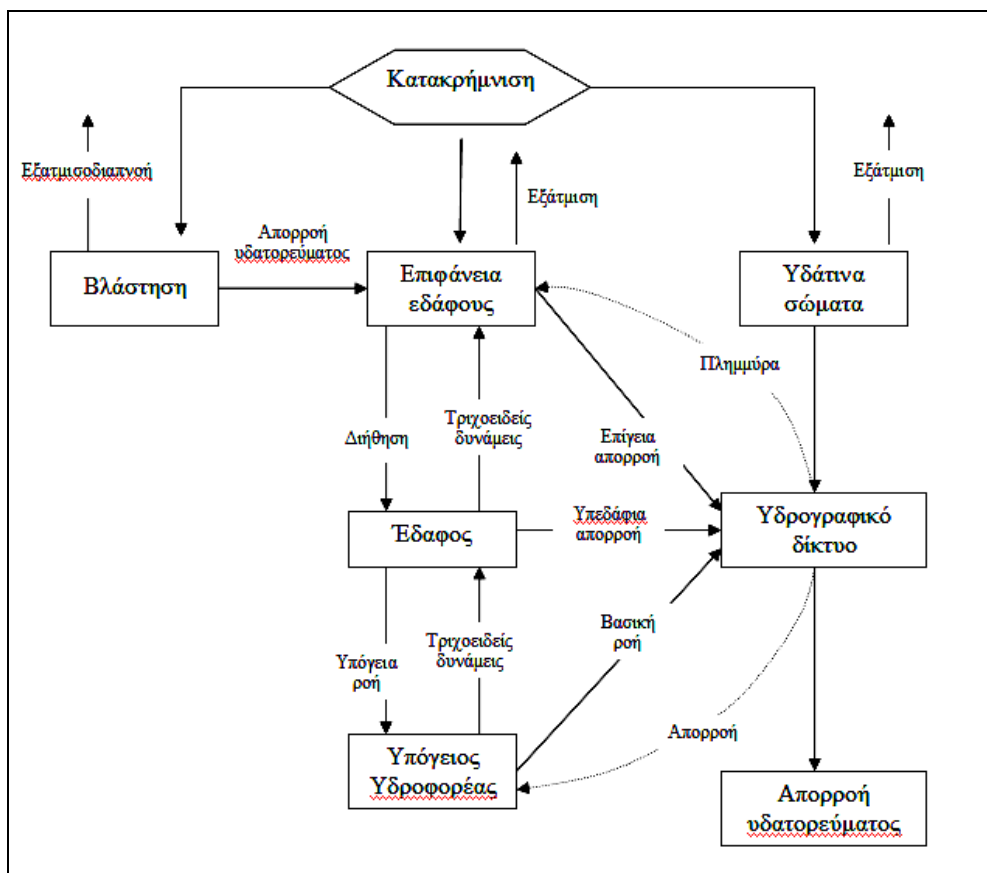 Κατακρήμνιση
Εξατμισοδιαπνοή
Εξάτμιση
Εξάτμιση
Απορροή
υδατορεύματος
Βλάστηση
Επιφάνεια
εδάφους
Υδάτινα
σώματα
Πλημμύρα
Διήθηση
Τριχοειδείς
δυνάμεις
Επίγεια
απορροή
Έδαφος
Υπεδάφια
απορροή
Υδρογραφικό
δίκτυο
Υπόγεια
ροή
Τριχοειδείς
δυνάμεις
Βασική
ροή
Απορροή
Υπόγειος
Υδροφορέας
Απορροή
υδατορεύματος